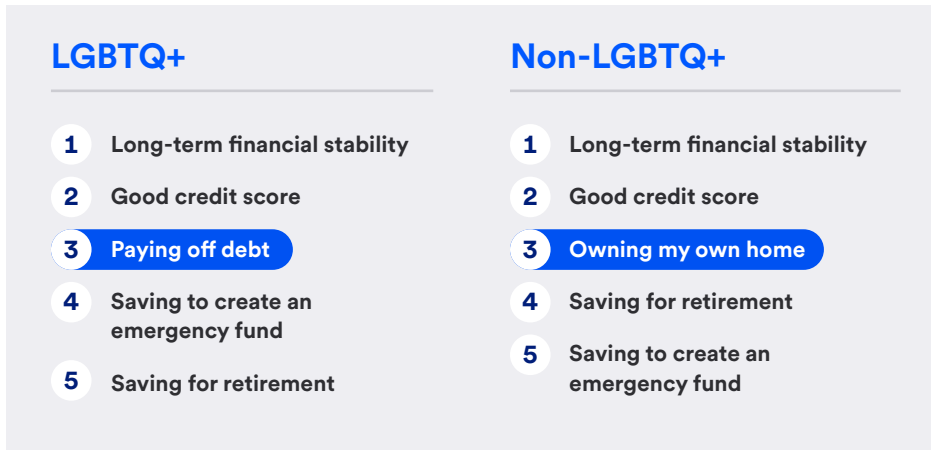 LGBTQ+
1 Long-term financial stability
2 Good credit score
3 Paying off debt
4 Saving to create an
emergency fund
5 Saving for retirement
Non-LGBTQ+
1 Long-term financial stability
2 Good credit score
3 Owning my own home
4 Saving for retirement
5 Saving to create an
emergency fund